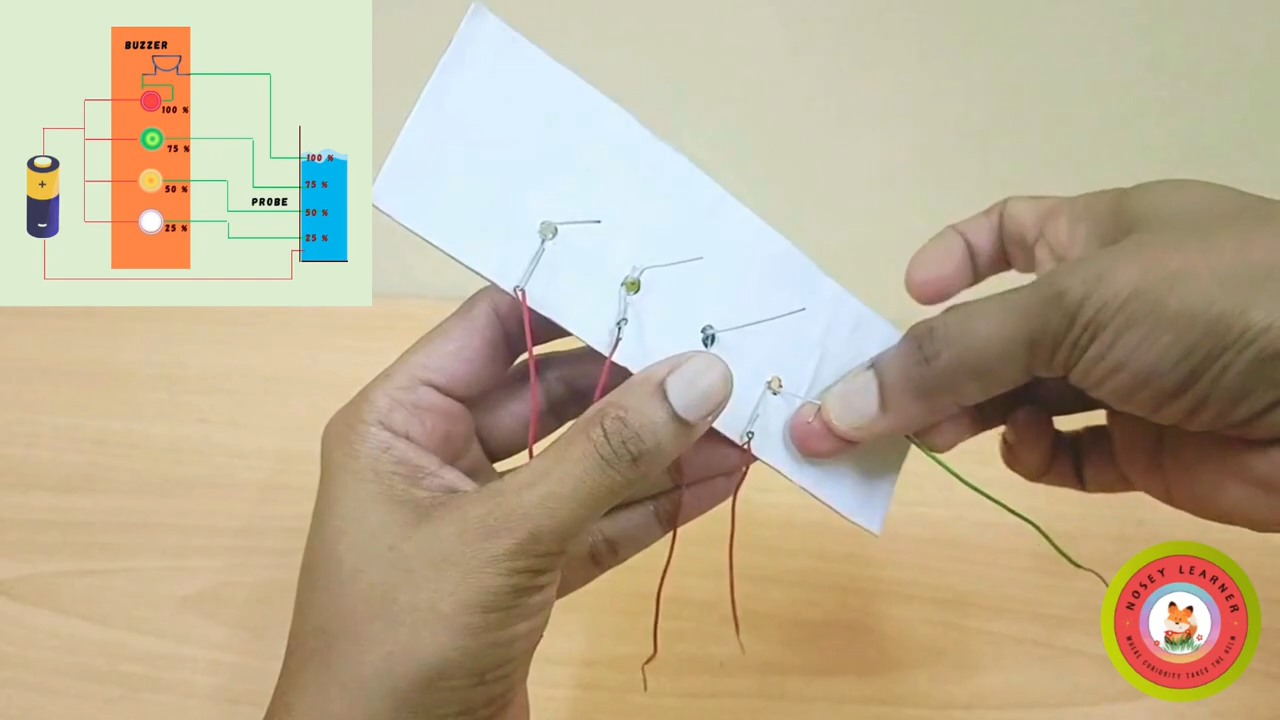 BUZZER
100 %
75 %
50 %
25 %
PROBE
100 %
75 %
50 %
25 %
+
-
NOSEY LEARNER
WHERE CURIOSITY TAKES THE HELM